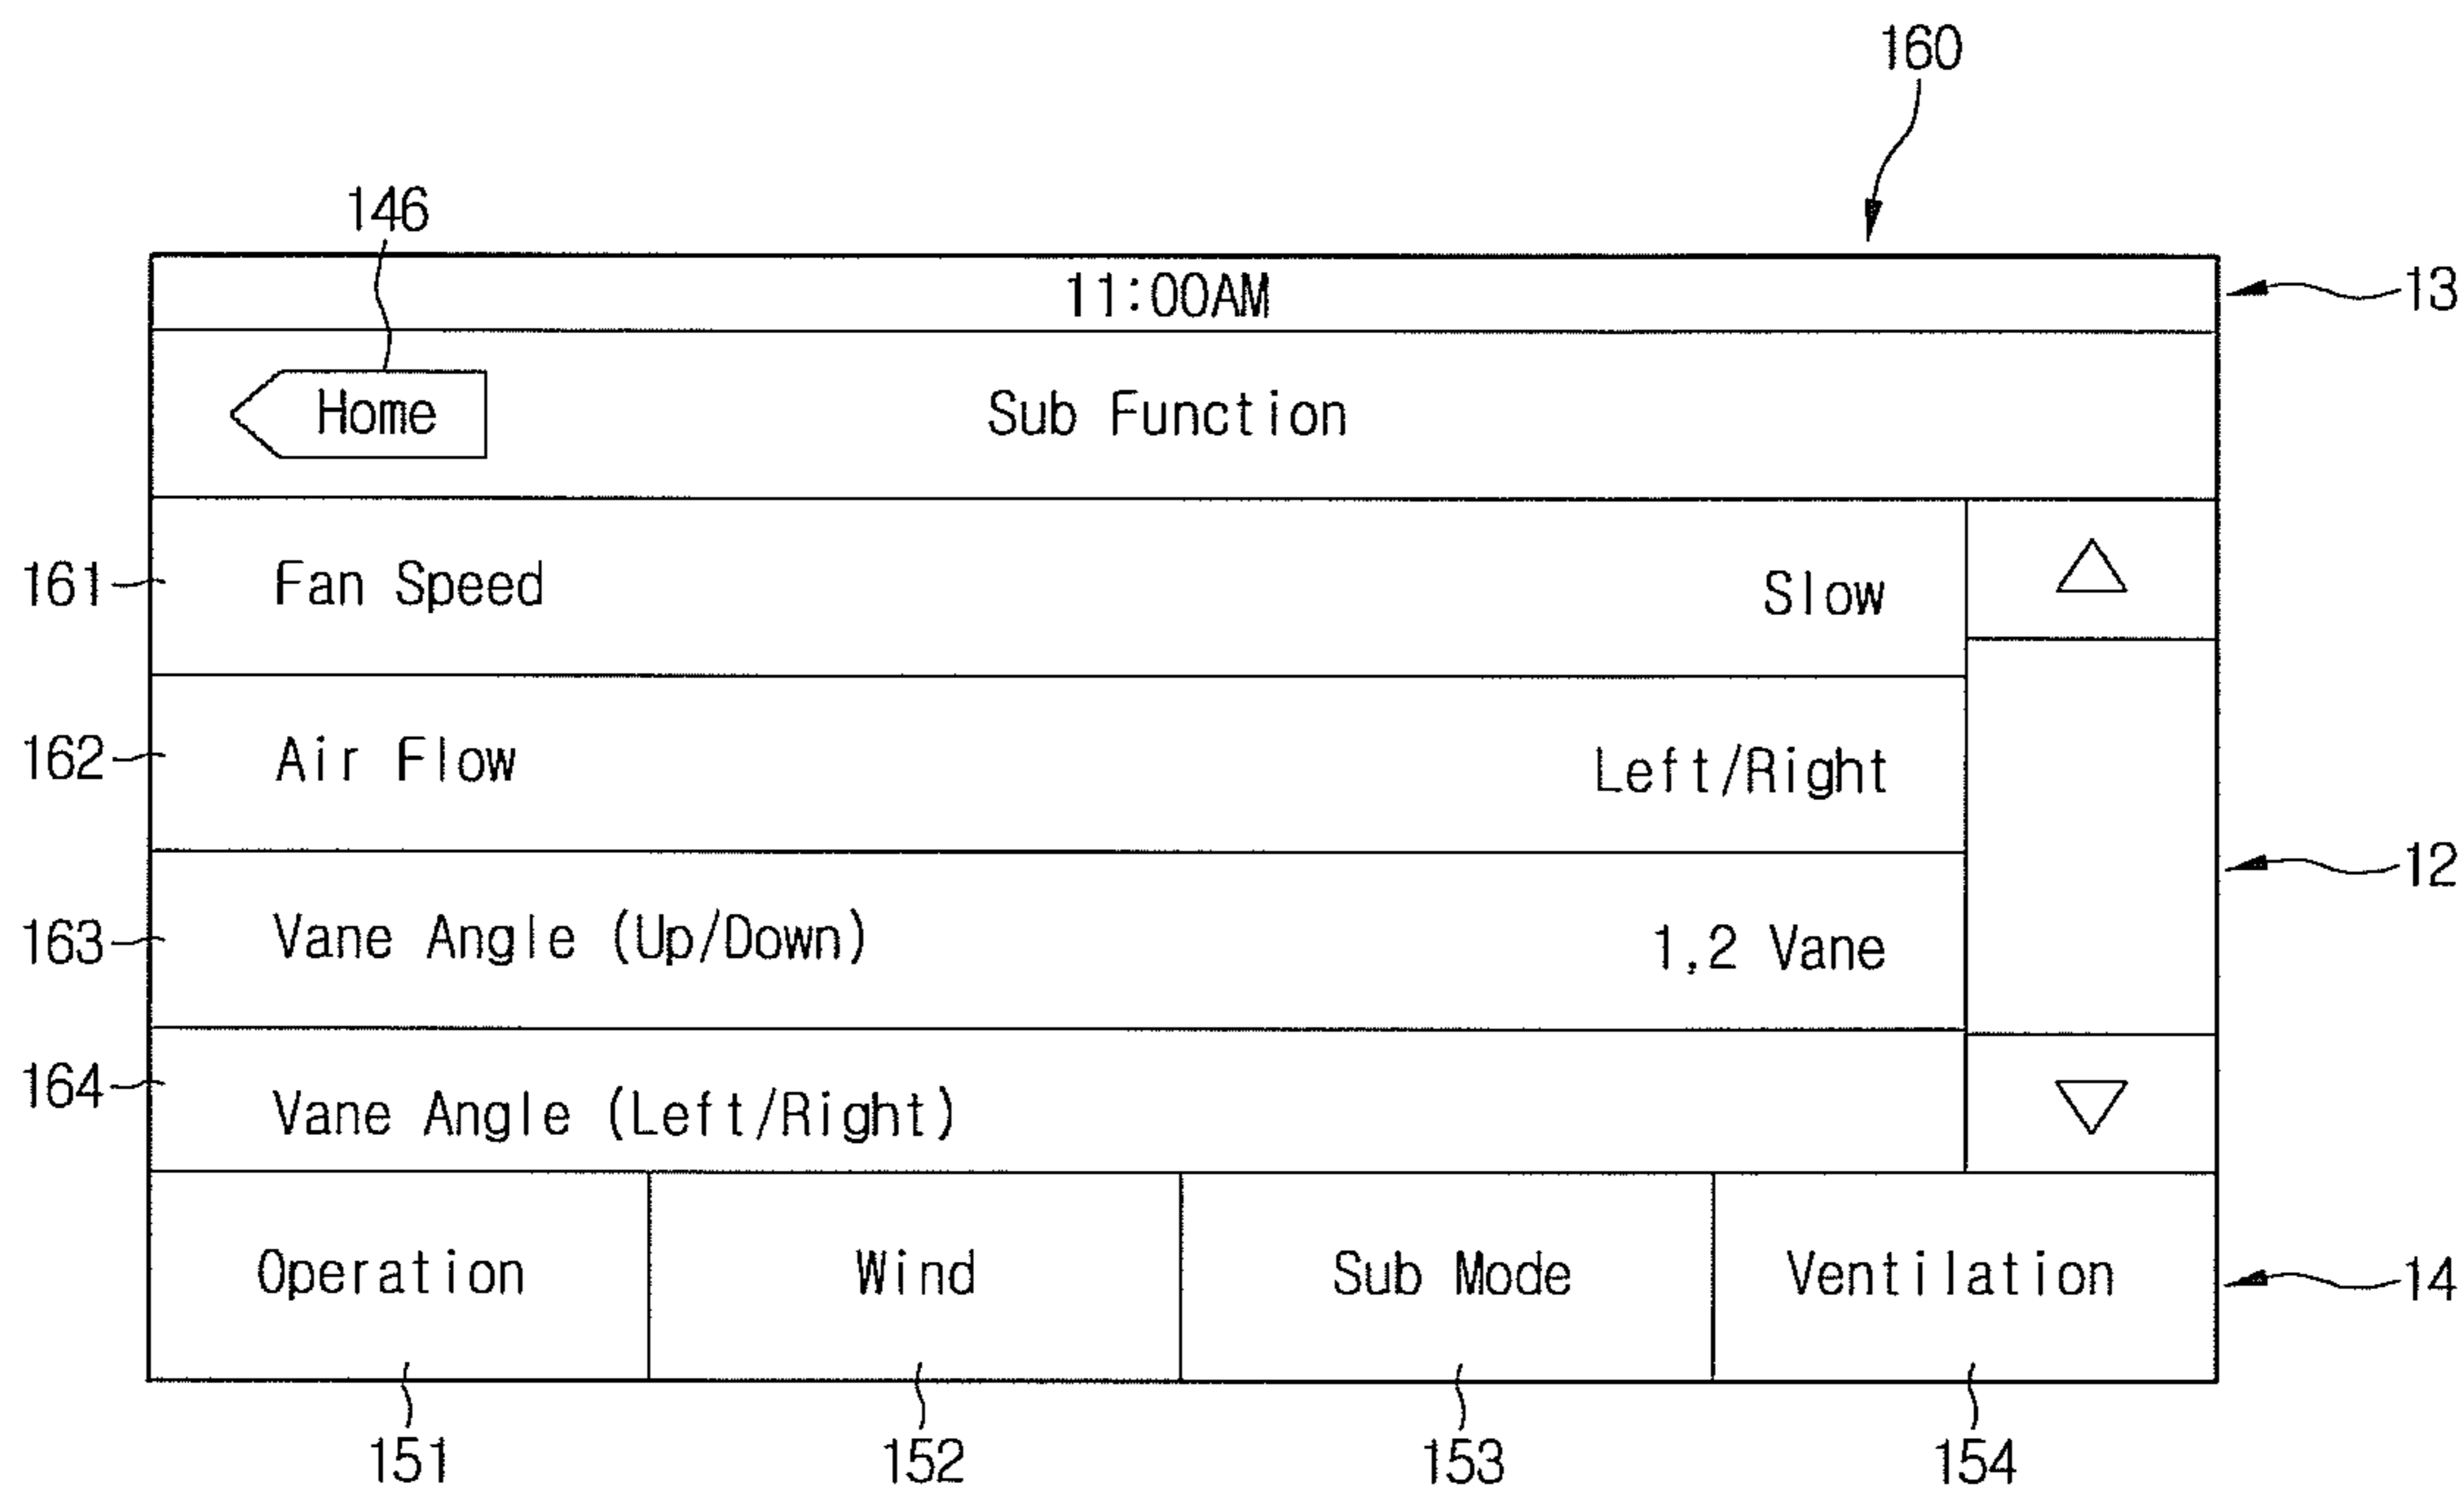 160
146
11:00AM
13
Home
Sub Function
161
Fan Speed
Slow
162
Air Flow
Left/Right
12
163
Vane Angle (Up/Down)
1,2 Vane
164
Vane Angle (Left/Right)
Operation
Wind
Sub Mode
Ventilation
14
151
152
153
154